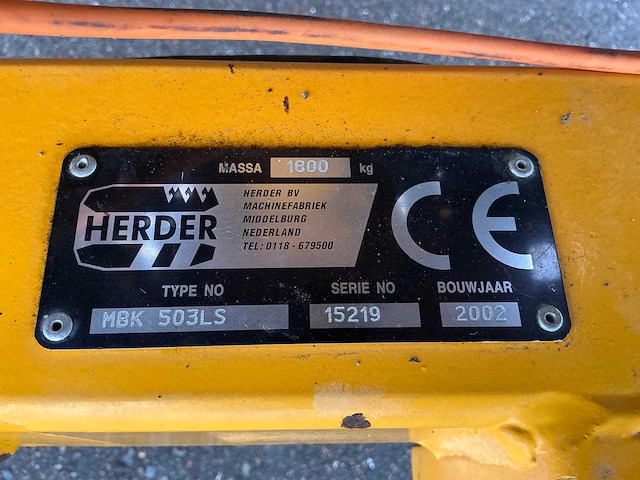 MASSA 1800 kg
HERDER
HERDER BV
MACHINEFABRIEK
MIDDELBURG
NEDERLAND
TEL: 0118 - 679500
CE
TYPE NO SERIE NO BOUWJAAR
MBK 503LS 15219 2002